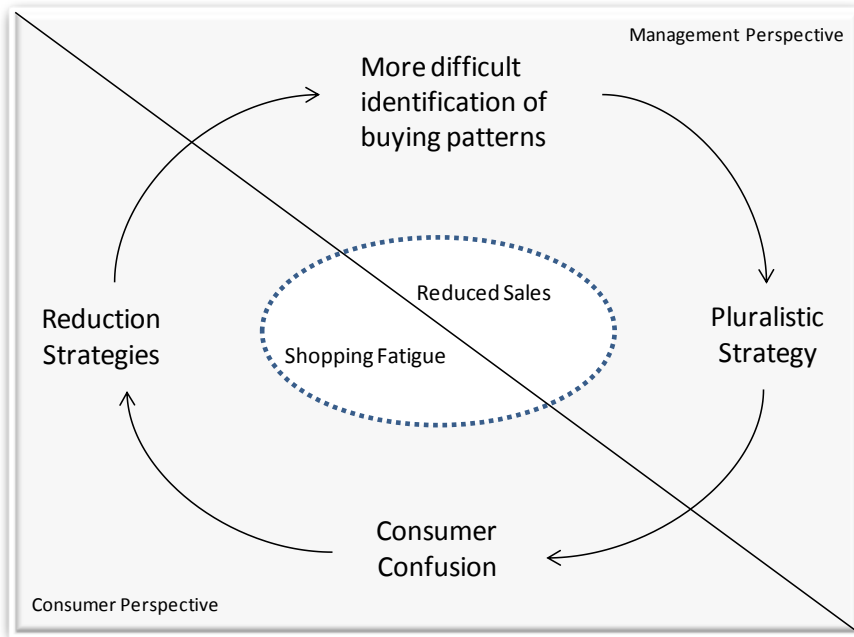 Management Perspective
More difficult
identification of
buying patterns
Reduced Sales
Reduction
Strategies
Pluralistic
Strategy
Shopping Fatigue
Consumer
Confusion
Consumer Perspective